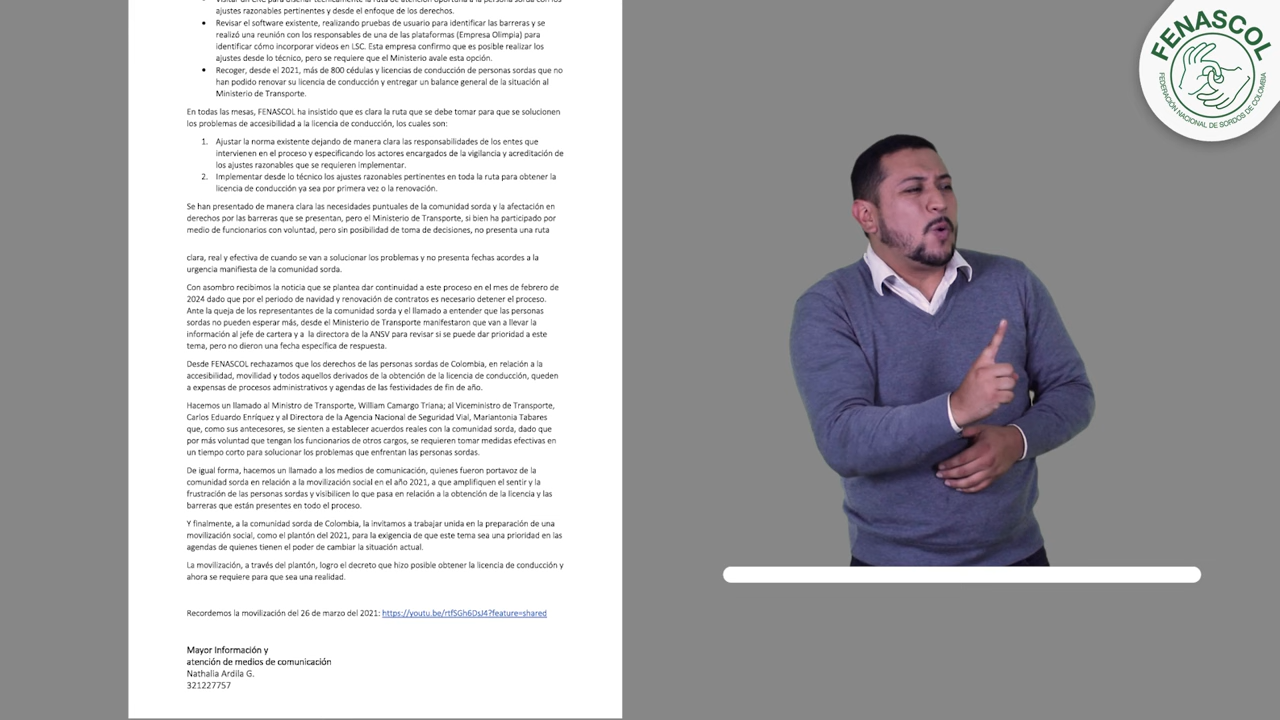 ajustes razonables pertinentes y desde el enfoque de los derechos.
• Revisar el software existente, realizando pruebas de usuario para identificar las barreras y se
realizó una reunión con los responsables de una de las plataformas (Empresa Olimpia) para
identificar cómo incorporar videos en LSC. Esta empresa confirmo que es posible realizar los
ajustes desde lo técnico, pero se requiere que el Ministerio avale esta opción.
• Recoger, desde el 2021, más de 800 cédulas y licencias de conducción de personas sordas que no
han podido renovar su licencia de conducción y entregar un balance general de la situación al
Ministerio de Transporte.
En todas las mesas, FENASCOL ha insistido que es clara la ruta que se debe tomar para que se solucionen
los problemas de accesibilidad a la licencia de conducción, los cuales son:
1. Ajustar la norma existente dejando de manera clara las responsabilidades de los entes que
intervienen en el proceso y especificando los actores encargados de la vigilancia y acreditación de
los ajustes razonables que se requieren implementar.
2. Implementar desde lo técnico los ajustes razonables pertinentes en toda la ruta para obtener la
licencia de conducción ya sea por primera vez o la renovación.
Se han presentado de manera clara las necesidades puntuales de la comunidad sorda y la afectación en
derechos por las barreras que se presentan, pero el Ministerio de Transporte, si bien ha participado por
medio de funcionarios con voluntad, pero sin posibilidad de toma de decisiones, no presenta una ruta
clara, real y efectiva de cuando se van a solucionar los problemas y no presenta fechas acordes a la
urgencia manifiesta de la comunidad sorda.
Con asombro recibimos la noticia que se plantea dar continuidad a este proceso en el mes de febrero de
2024 dado que por el periodo de navidad y renovación de contratos es necesario detener el proceso.
Ante la queja de los representantes de la comunidad sorda y el llamado a entender que las personas
sordas no pueden esperar más, desde el Ministerio de Transporte manifestaron que van a llevar la
información al jefe de cartera y a la directora de la ANSV para revisar si se puede dar prioridad a este
tema, pero no dieron una fecha específica de respuesta.
Desde FENASCOL rechazamos que los derechos de las personas sordas de Colombia, en relación a la
accesibilidad, movilidad y todos aquellos derivados de la obtención de la licencia de conducción, queden
a expensas de procesos administrativos y agendas de las festividades de fin de año.
Hacemos un llamado al Ministro de Transporte, William Camargo Triana; al Viceministro de Transporte,
Carlos Eduardo Enríquez y al Directora de la Agencia Nacional de Seguridad Vial, Mariantonia Tabares
que, como sus antecesores, se sienten a establecer acuerdos reales con la comunidad sorda, dado que
por más voluntad que tengan los funcionarios de otros cargos, se requieren tomar medidas efectivas en
un tiempo corto para solucionar los problemas que enfrentan las personas sordas.
De igual forma, hacemos un llamado a los medios de comunicación, quienes fueron portavoz de la
comunidad sorda en relación a la movilización social en el año 2021, a que amplifiquen el sentir y la
frustración de las personas sordas y visibilicen lo que pasa en relación a la obtención de la licencia y las
barreras que están presentes en todo el proceso.
Y finalmente, a la comunidad sorda de Colombia, la invitamos a trabajar unida en la preparación de una
movilización social, como el plantón del 2021, para la exigencia de que este tema sea una prioridad en las
agendas de quienes tienen el poder de cambiar la situación actual.
La movilización, a través del plantón, logro el decreto que hizo posible obtener la licencia de conducción y
ahora se requiere para que sea una realidad.
Recordemos la movilización del 26 de marzo del 2021: https://youtu.be/rtfSGh6DsJ4?feature=shared
Mayor Información y
atención de medios de comunicación
Nathalia Ardila G.
321227757
FENASCOL
FEDERACIÓN NACIONAL DE SORDOS DE COLOMBIA